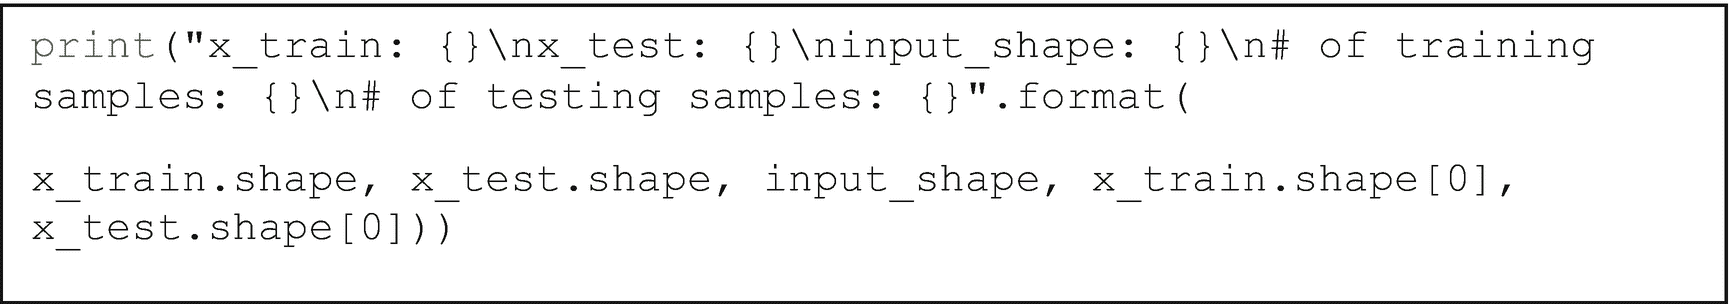 print("x_train: {}\nx_test: {}\ninput_shape: {}\n# of training
samples: {}\n# of testing samples: {}".format(
x_train.shape, x_test.shape, input_shape, x_train.shape[0],
x_test.shape[0]))